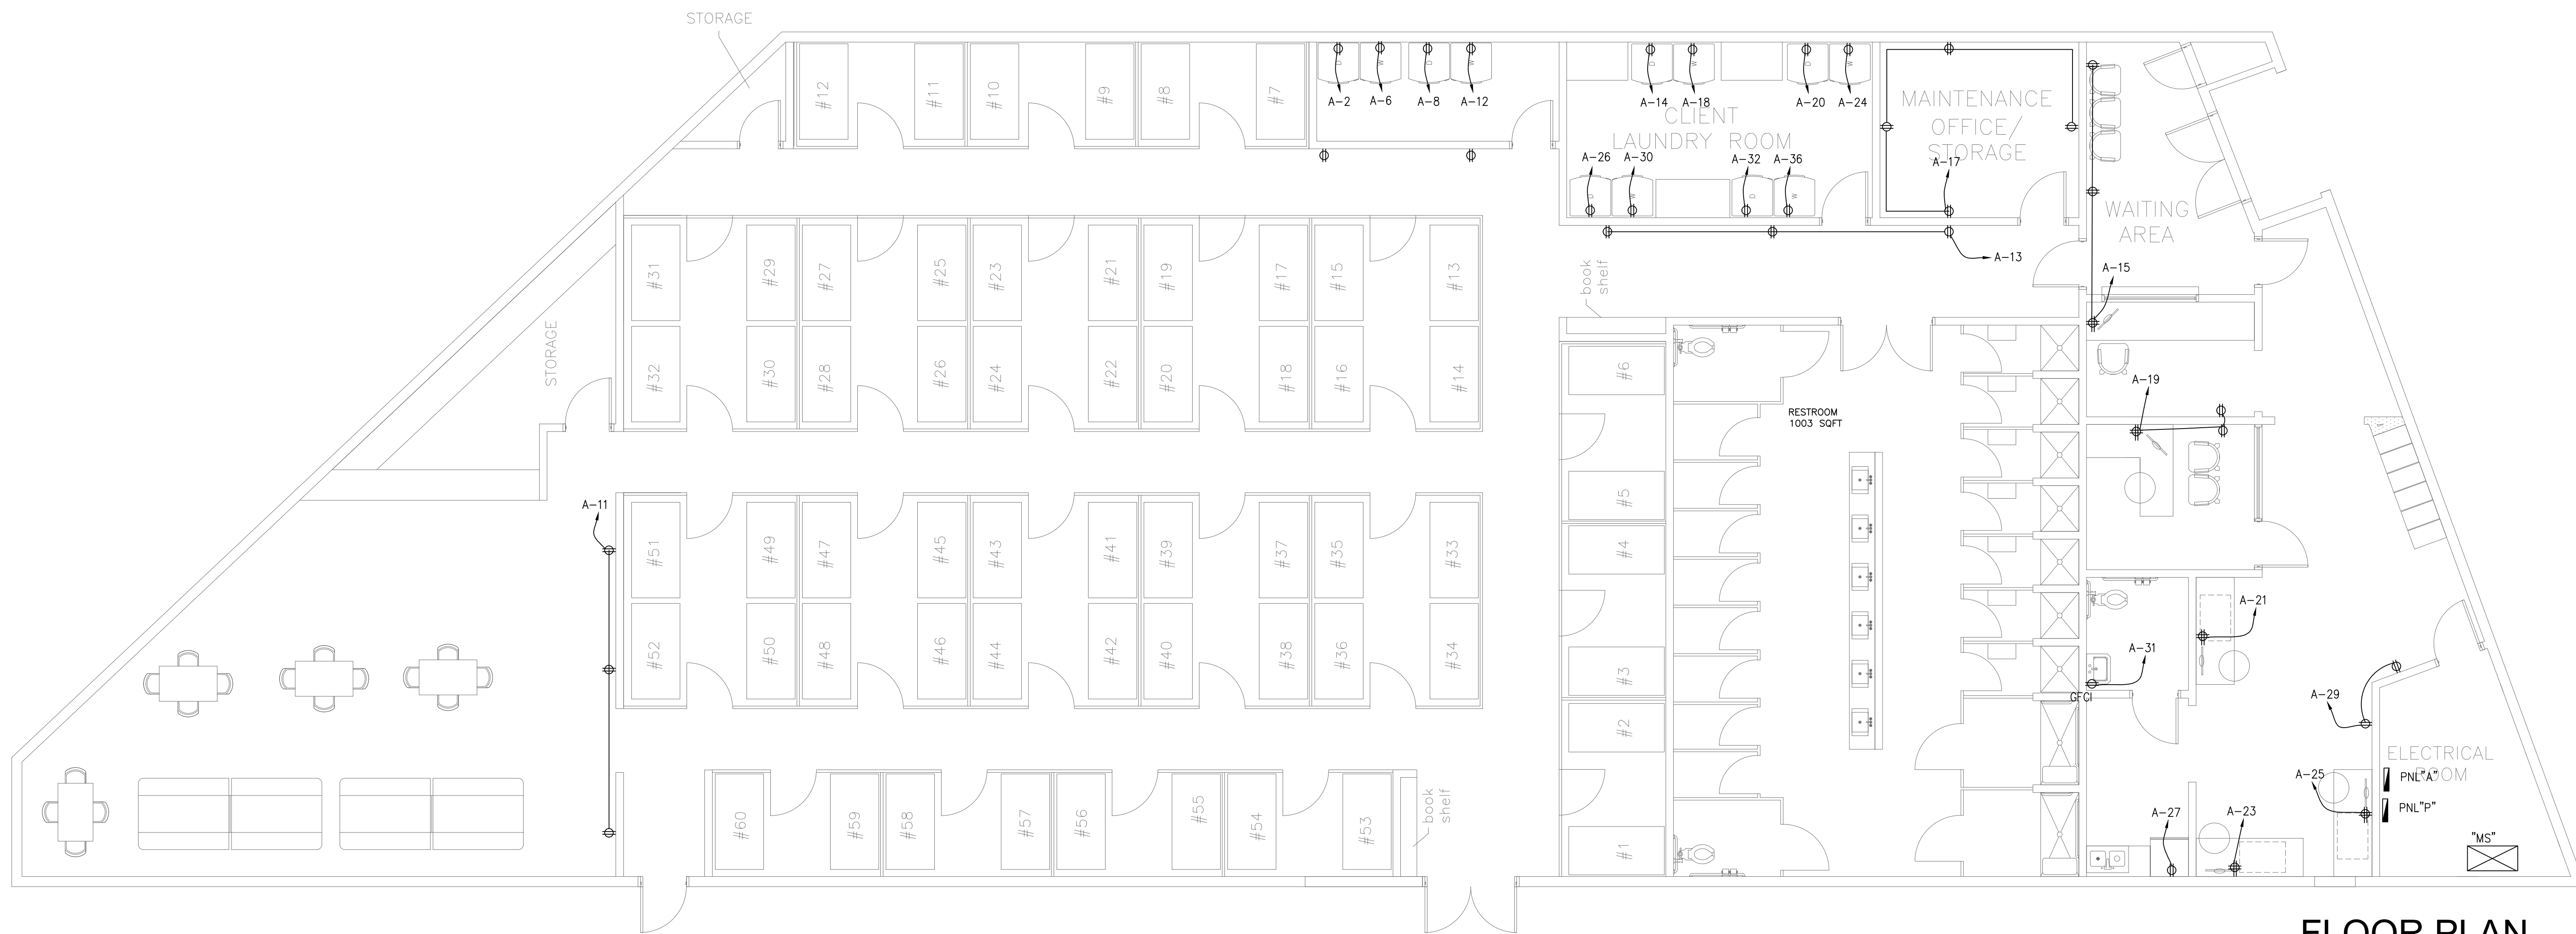 STORAGE
#12
#11
#10
#9
#8
#7
D
W
D
W
A-2
A-6
A-8
A-12
D
W
D
W
A-14
A-18
A-20
A-24
CLIENT
LAUNDRY ROOM
A-26
A-30
A-32
A-36
D
W
D
W
MAINTENANCE
OFFICE/
STORAGE
A-17
WAITING
AREA
A-13
A-15
STORAGE
#31
#29
#27
#25
#23
#21
#19
#17
#15
#13
book
shelf
#32
#30
#28
#26
#24
#22
#20
#18
#16
#14
#6
A-19
RESTROOM
1003 SQFT
A-11
#51
#49
#47
#45
#43
#41
#39
#37
#35
#33
#5
#4
#52
#50
#48
#46
#44
#42
#40
#38
#36
#34
#3
#2
A-21
A-31
GFCI
A-29
ELECTRICAL
ROOM
A-25
PNL"A"
PNL"P"
#60
#59
#58
#57
#56
#55
#54
#53
book
shelf
#1
A-27
A-23
"MS"
FLOOR PLAN